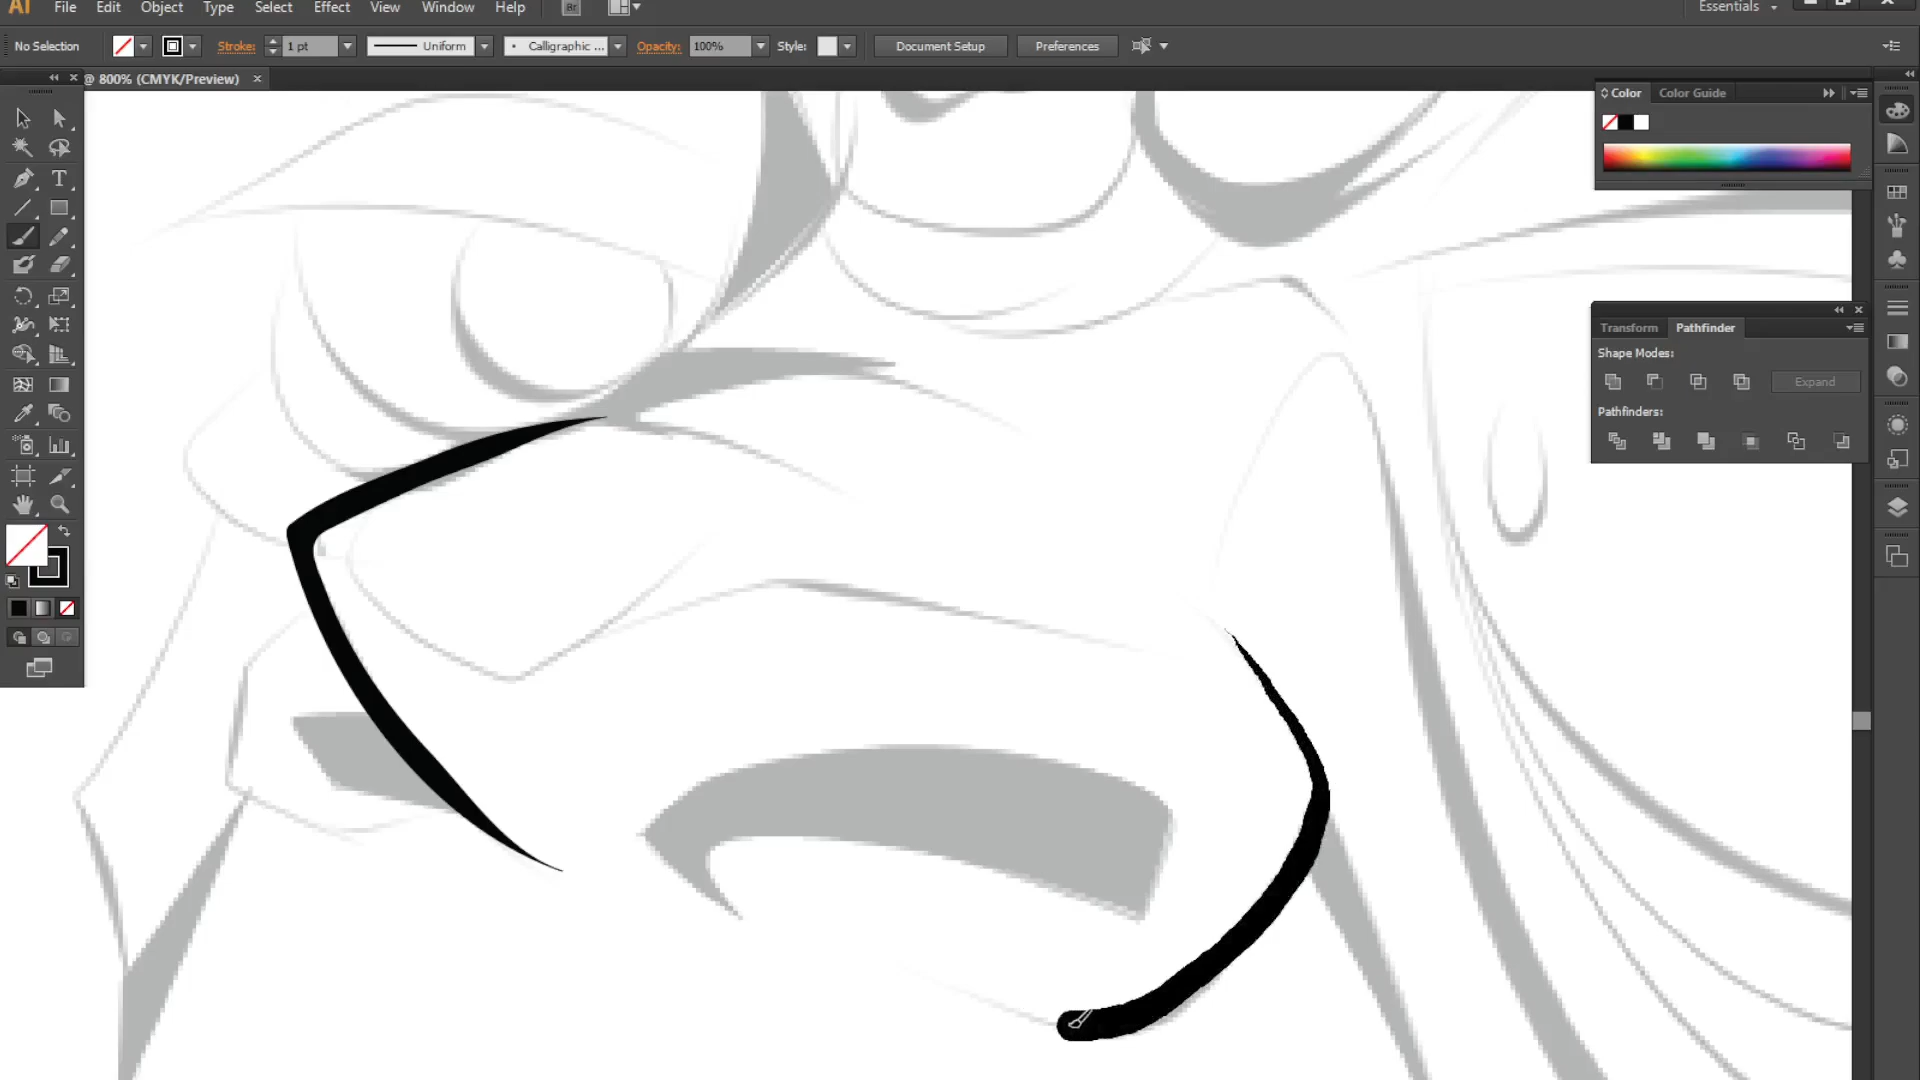 Ai File Edit Object Type Select Effect View Window Help Br Essentials
No Selection Stroke: 1 pt Uniform Calligraphic ... Opacity: 100% Style: Document Setup Preferences
@ 800% (CMYK/Preview) ×
Color Color Guide
Transform Pathfinder
Shape Modes:
Expand
Pathfinders: